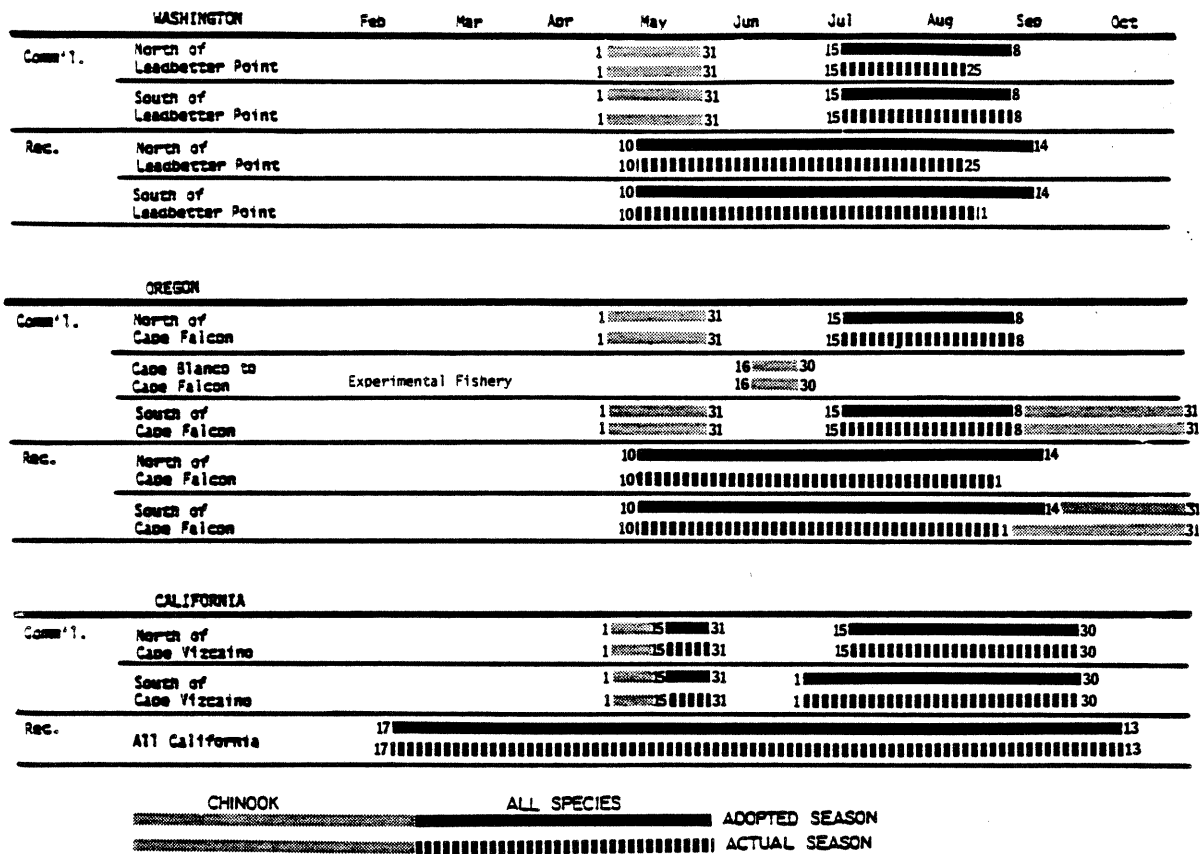 WASHINGTON Feb Mar Apr May Jun Jul Aug Sep Oct
Comm'l. North of 1 31 15 8
Leadbetter Point 1 31 15 25
South of 1 31 15 8
Leadbetter Point 1 31 15 8
Rec. North of 10 14
Leadbetter Point 10 25
South of 10 14
Leadbetter Point 10 1
OREGON
Comm'l. North of 1 31 15 8
Cape Falcon 1 31 15 8
Cape Blanco to 16 30
Cape Falcon Experimental Fishery 16 30
South of 1 31 15 8 31
Cape Falcon 1 31 15 8 31
Rec. North of 10 14
Cape Falcon 10 1
South of 10 14 31
Cape Falcon 10 1 31
CALIFORNIA
Comm'l. North of 1 15 31 15 30
Cape Vizcaino 1 15 31 15 30
South of 1 15 31 1 30
Cape Vizcaino 1 15 31 1 30
Rec. 17 13
All California 17 13
CHINOOK ALL SPECIES
ADOPTED SEASON
ACTUAL SEASON